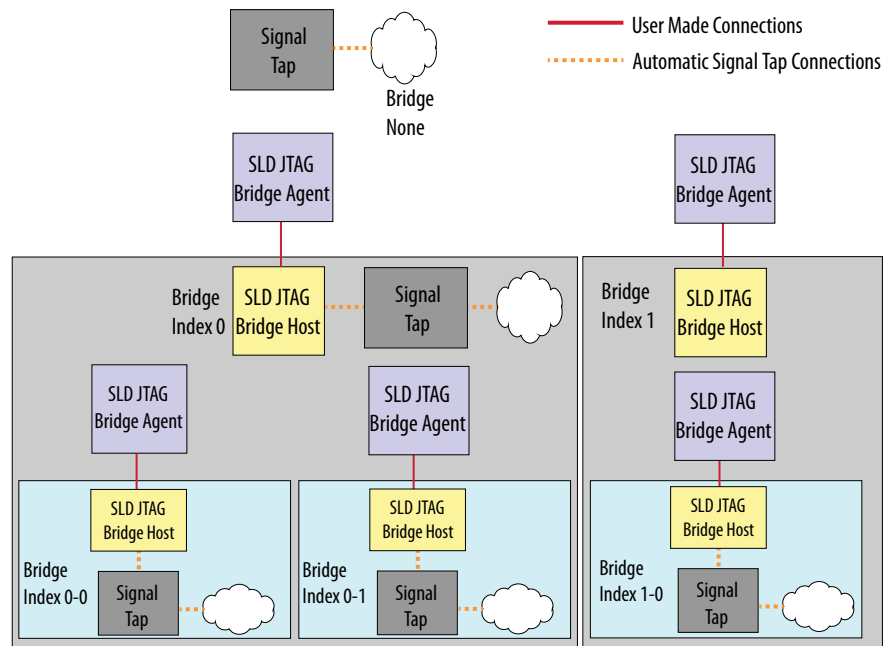 Signal
Tap
Bridge
None
User Made Connections
Automatic Signal Tap Connections
SLD JTAG
Bridge Agent
SLD JTAG
Bridge Agent
Bridge
Index 0
SLD JTAG
Bridge Host
Signal
Tap
Bridge
Index 1
SLD JTAG
Bridge Host
SLD JTAG
Bridge Agent
SLD JTAG
Bridge Agent
SLD JTAG
Bridge Agent
SLD JTAG
Bridge Host
Bridge
Index 0-0
Signal
Tap
SLD JTAG
Bridge Host
Bridge
Index 0-1
Signal
Tap
SLD JTAG
Bridge Host
Bridge
Index 1-0
Signal
Tap